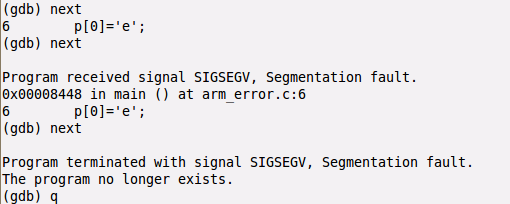 (gdb) next
6        p[0]='e';
(gdb) next

Program received signal SIGSEGV, Segmentation fault.
0x00008448 in main () at arm_error.c:6
6        p[0]='e';
(gdb) next

Program terminated with signal SIGSEGV, Segmentation fault.
The program no longer exists.
(gdb) q